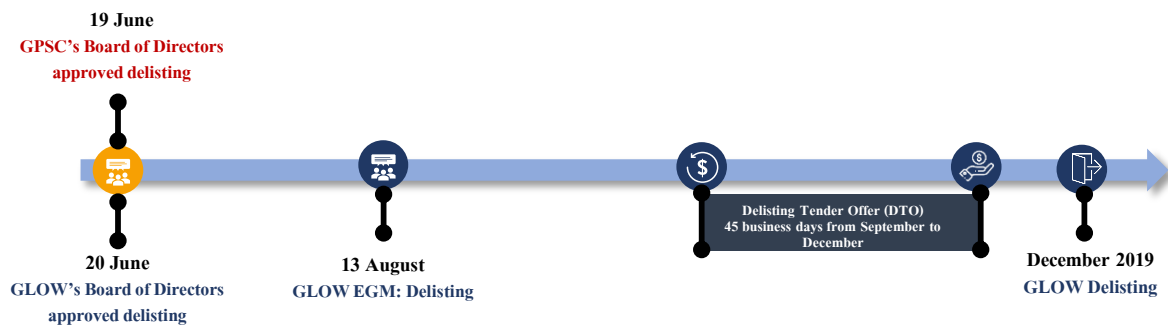 19 June
GPSC's Board of Directors
approved delisting
20 June
GLOW's Board of Directors
approved delisting
13 August
GLOW EGM: Delisting
$
Delisting Tender Offer (DTO)
45 business days from September to
December
$
December 2019
GLOW Delisting